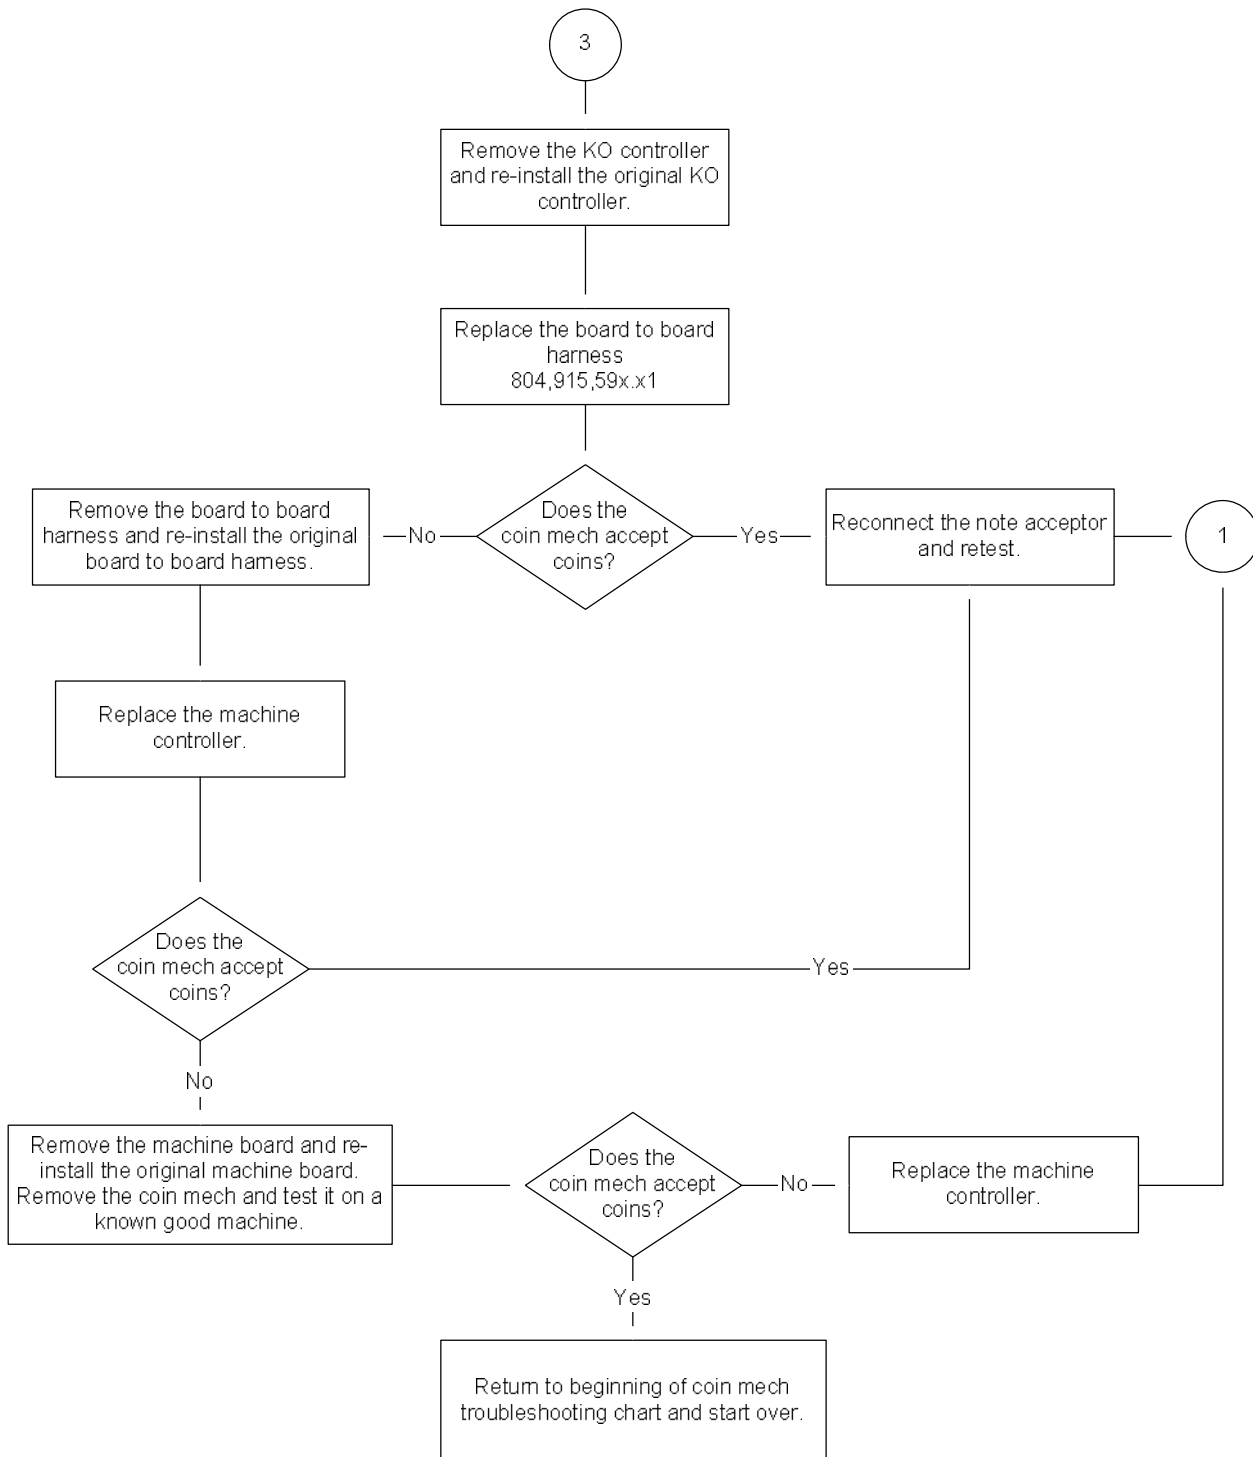 3
Remove the KO controller
and re-install the original KO
controller.
Replace the board to board
harness
804,915,59x.x1
Remove the board to board
harness and re-install the original
board to board harness.
No
Does the
coin mech accept
coins?
Yes
Reconnect the note acceptor
and retest.
1
Replace the machine
controller.
Does the
coin mech accept
coins?
Yes
No
Remove the machine board and re-
install the original machine board.
Remove the coin mech and test it on a
known good machine.
Does the
coin mech accept
coins?
No
Replace the machine
controller.
Yes
Return to beginning of coin mech
troubleshooting chart and start over.